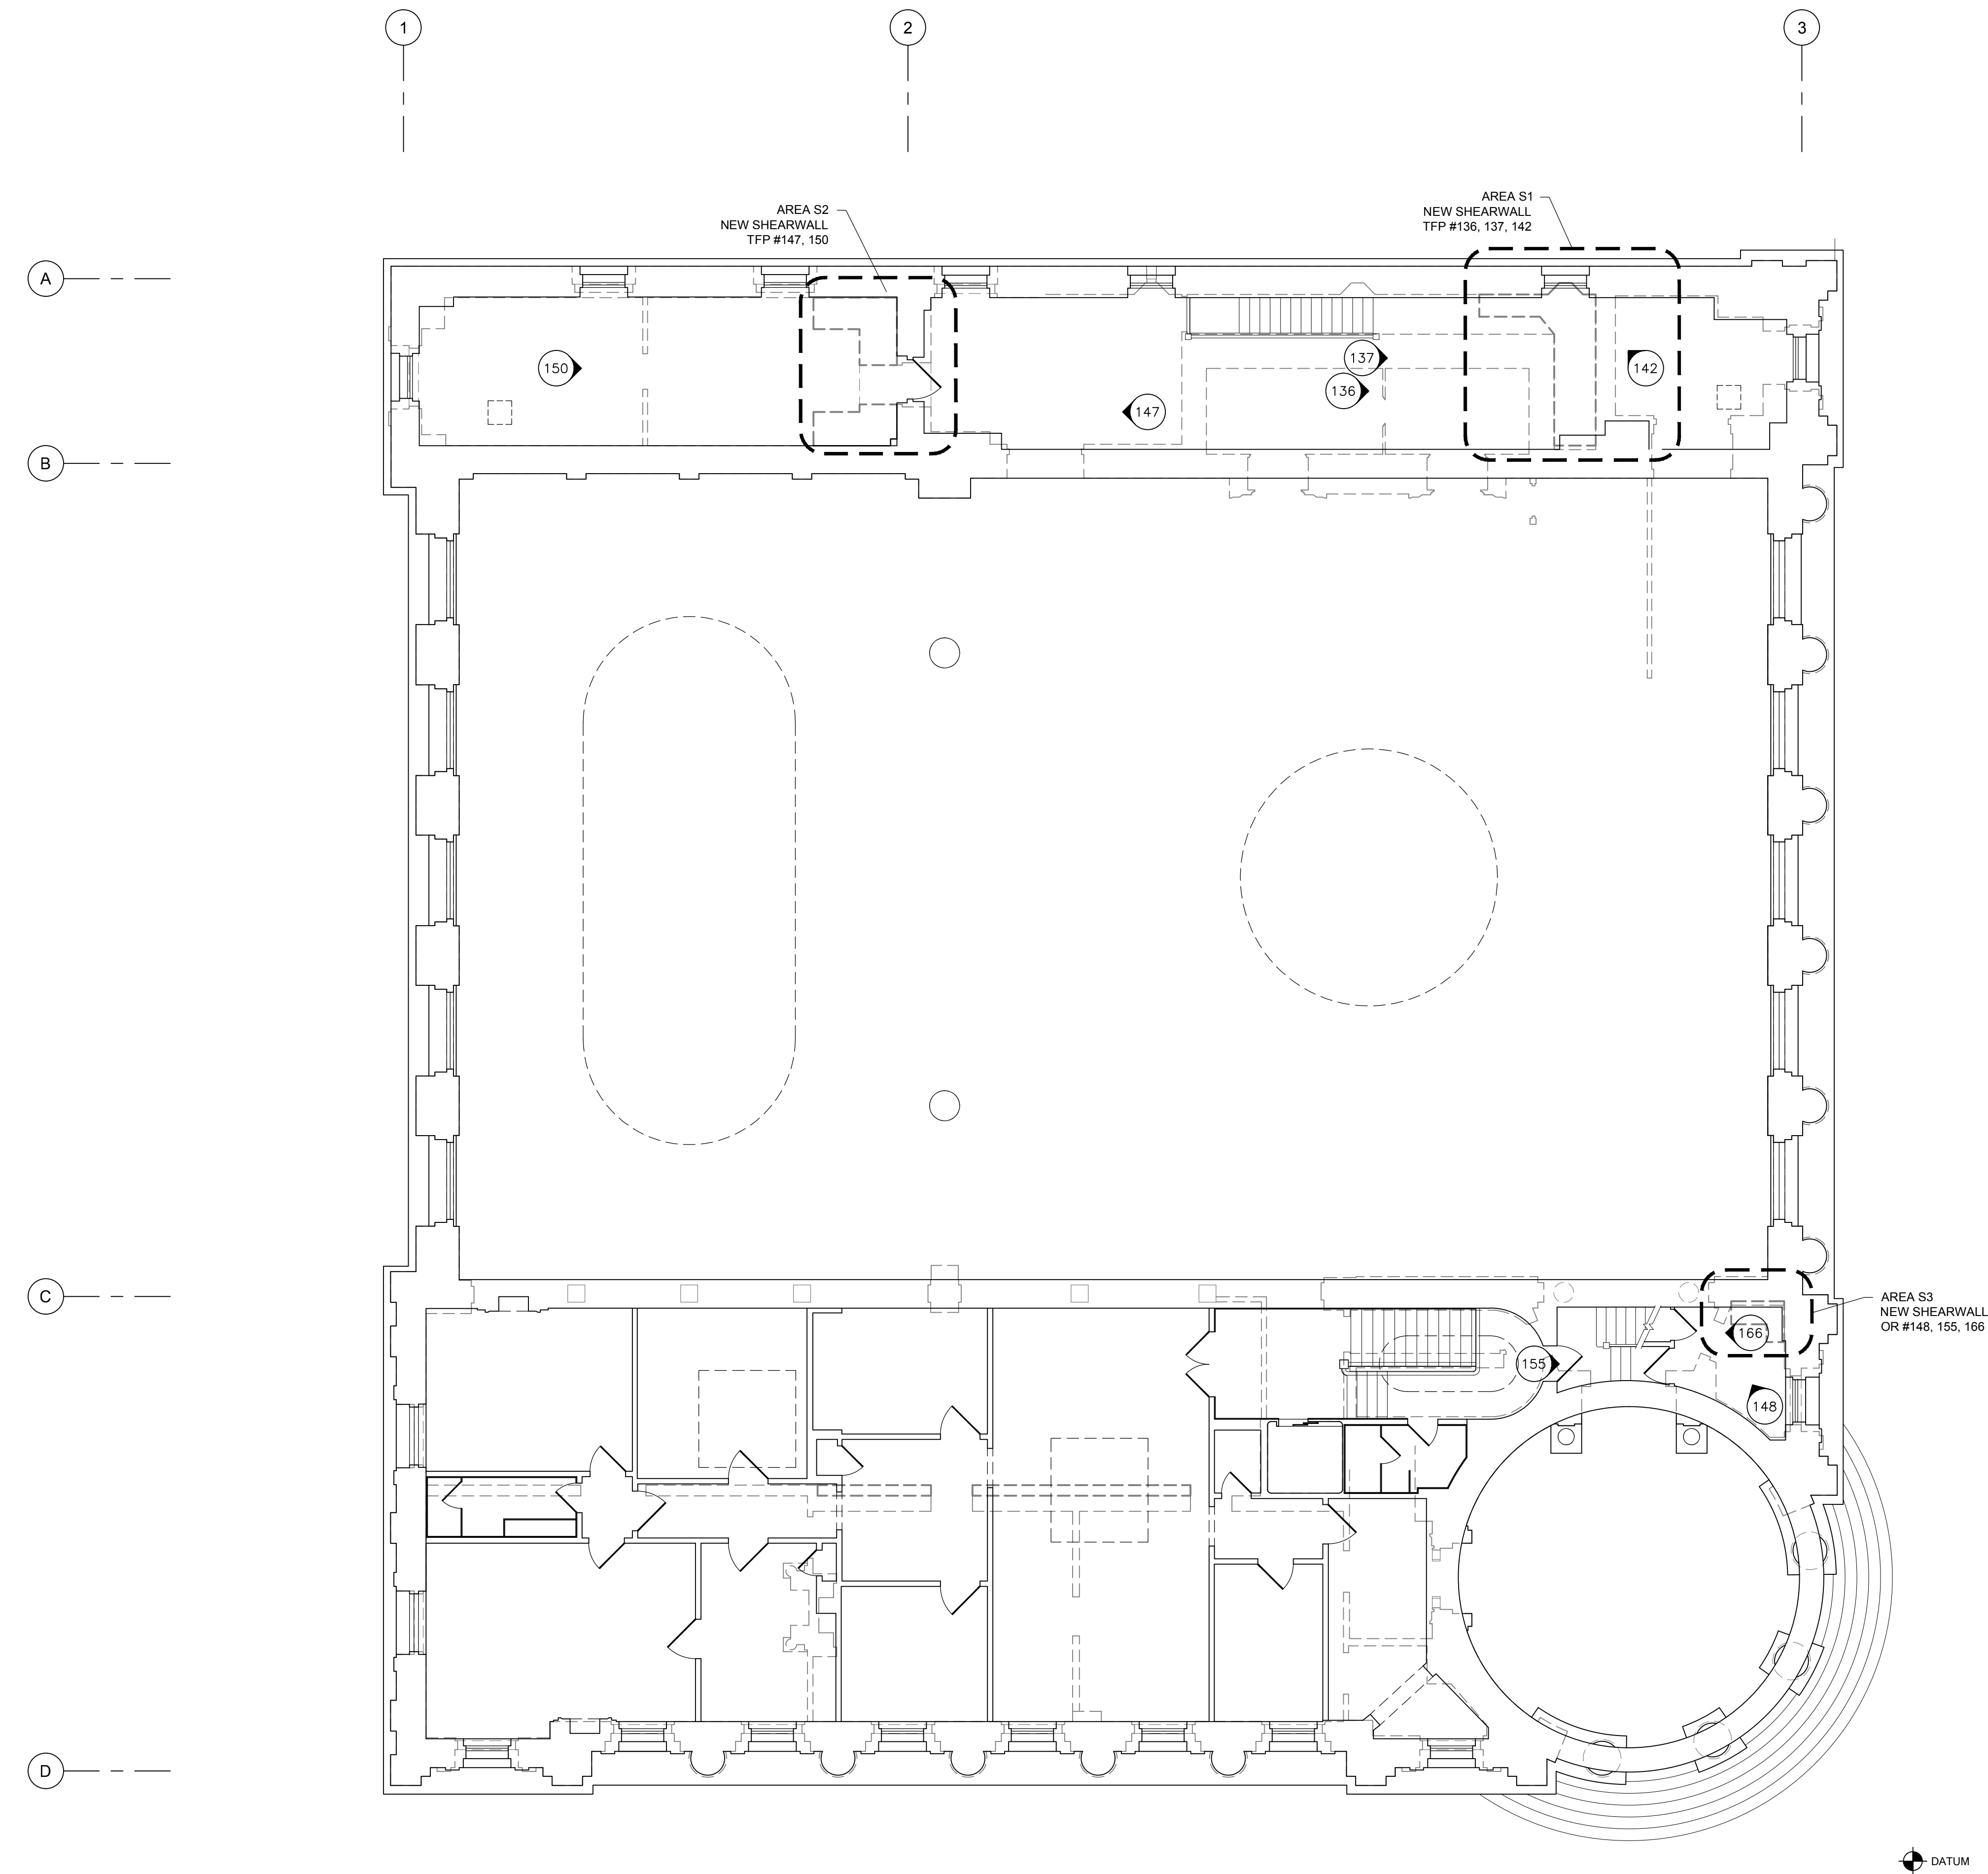 1
2
3
AREA S2
NEW SHEARWALL
TFP #147, 150
AREA S1
NEW SHEARWALL
TFP #136, 137, 142
A
150
137
142
136
147
B
C
AREA S3
NEW SHEARWALL
OR #148, 155, 166
166
155
148
D
DATUM